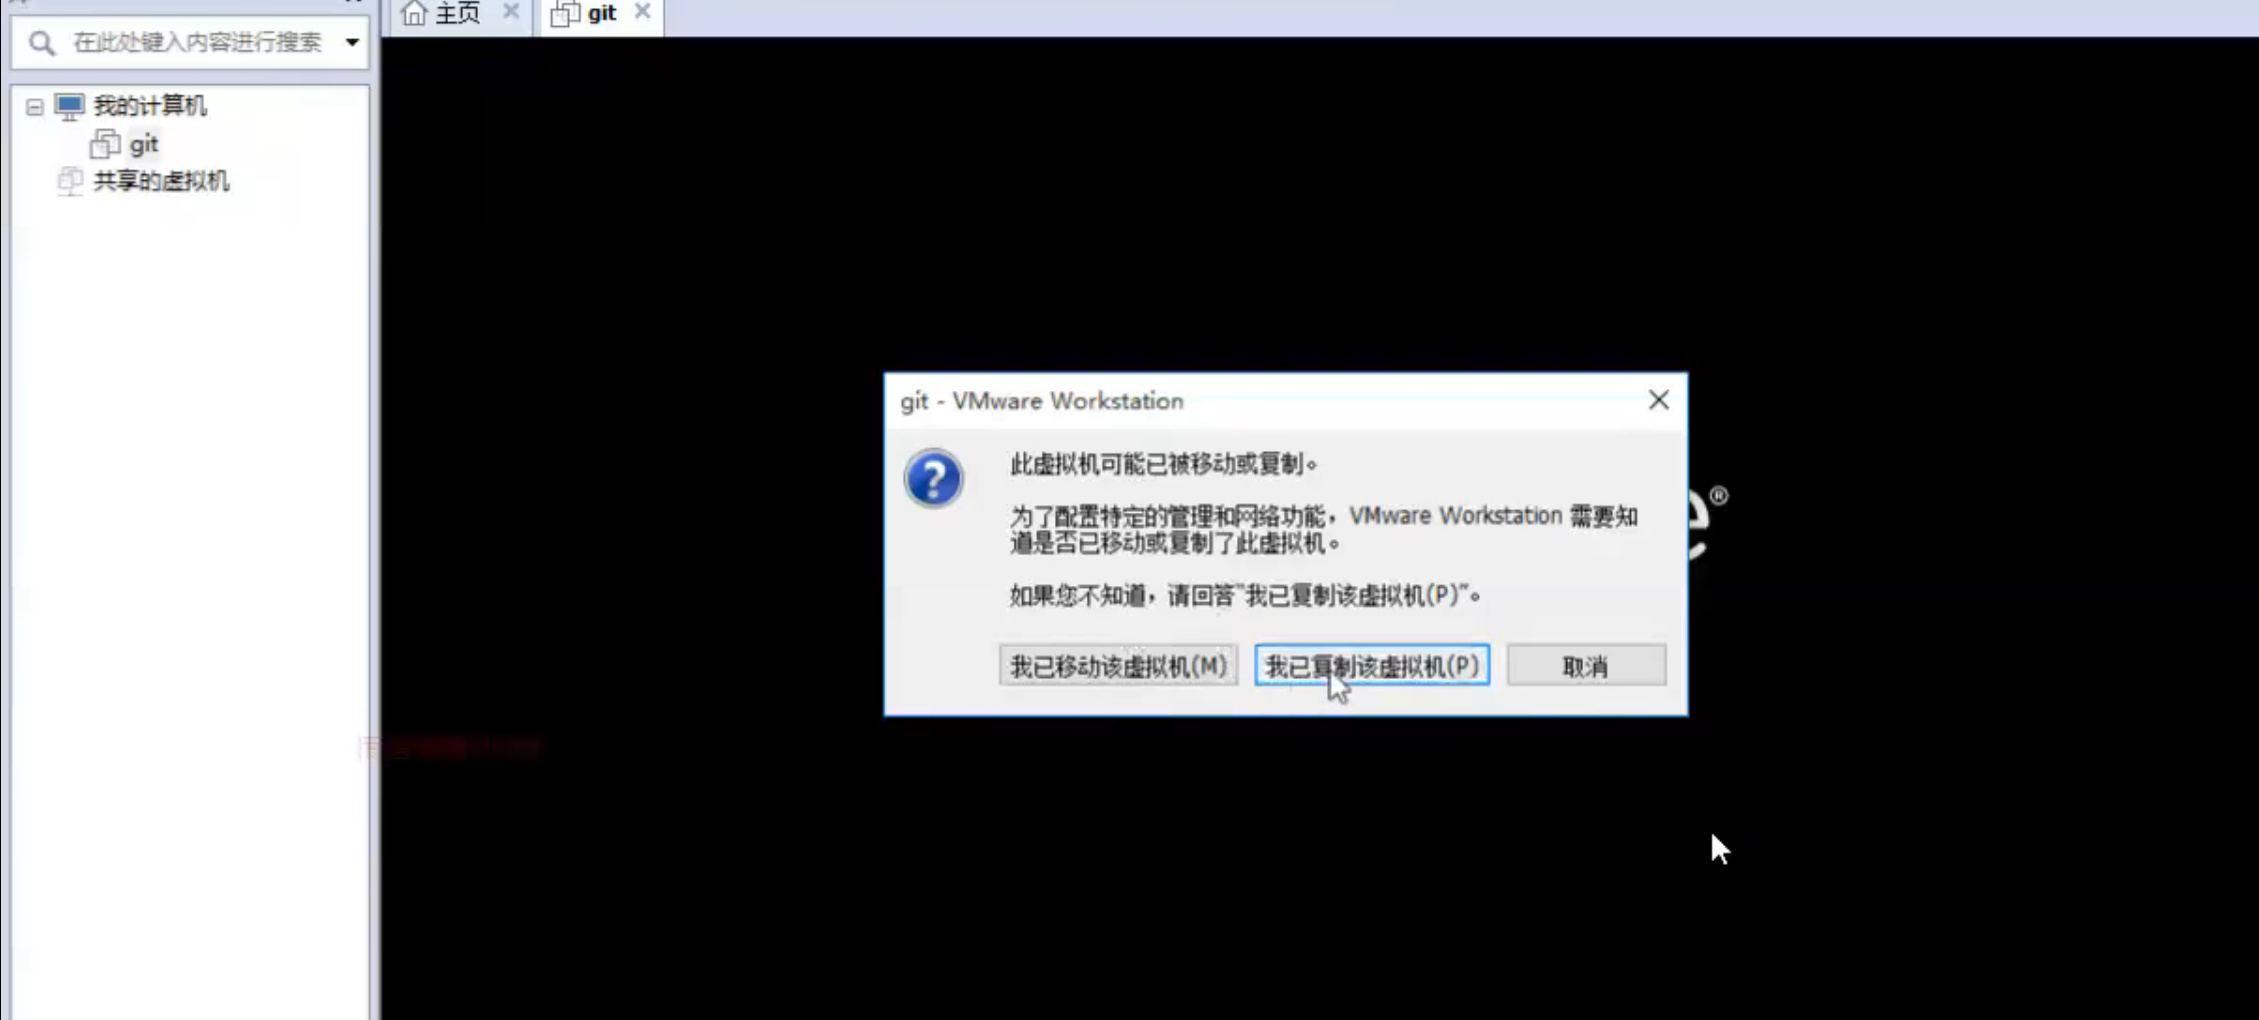 主页
git
在此处键入内容进行搜索
我的计算机
git
共享的虚拟机
git - VMware Workstation
此虚拟机可能已被移动或复制。
为了配置特定的管理和网络功能，VMware Workstation 需要知
道是否已移动或复制了此虚拟机。
如果您不知道，请回答"我已复制该虚拟机(P)"。
我已移动该虚拟机(M)
我已复制该虚拟机(P)
取消
e®